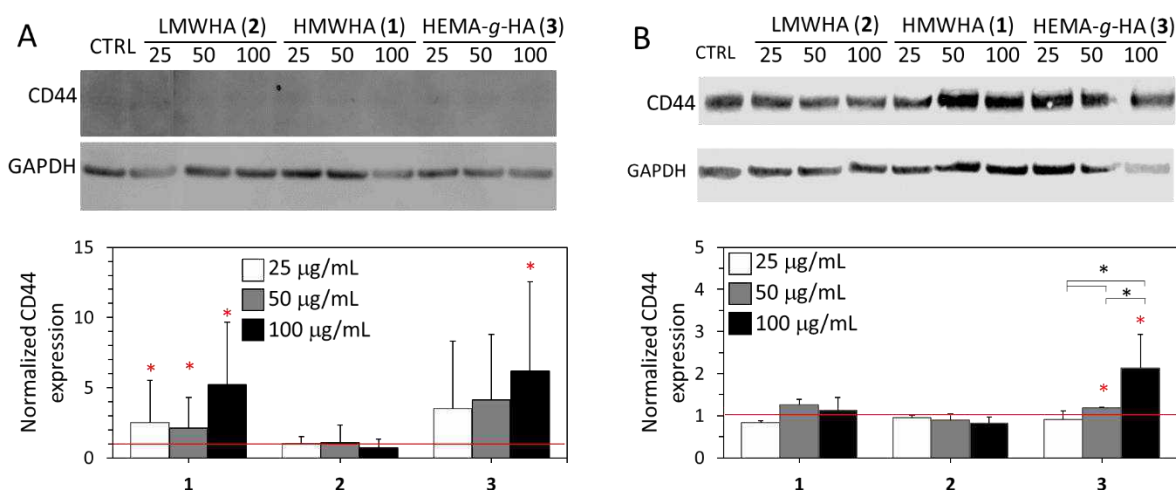 A
LMWHA (2) HMWHA (1) HEMA-g-HA (3)
CTRL 25 50 100 25 50 100 25 50 100
CD44
GAPDH
15
10
5
0
Normalized CD44 expression
25 μg/mL
50 μg/mL
100 μg/mL
* * * *
1 2 3
B
LMWHA (2) HMWHA (1) HEMA-g-HA (3)
CTRL 25 50 100 25 50 100 25 50 100
CD44
GAPDH
5
4
3
2
1
0
Normalized CD44 expression
25 μg/mL
50 μg/mL
100 μg/mL
*
*
*
*
1 2 3